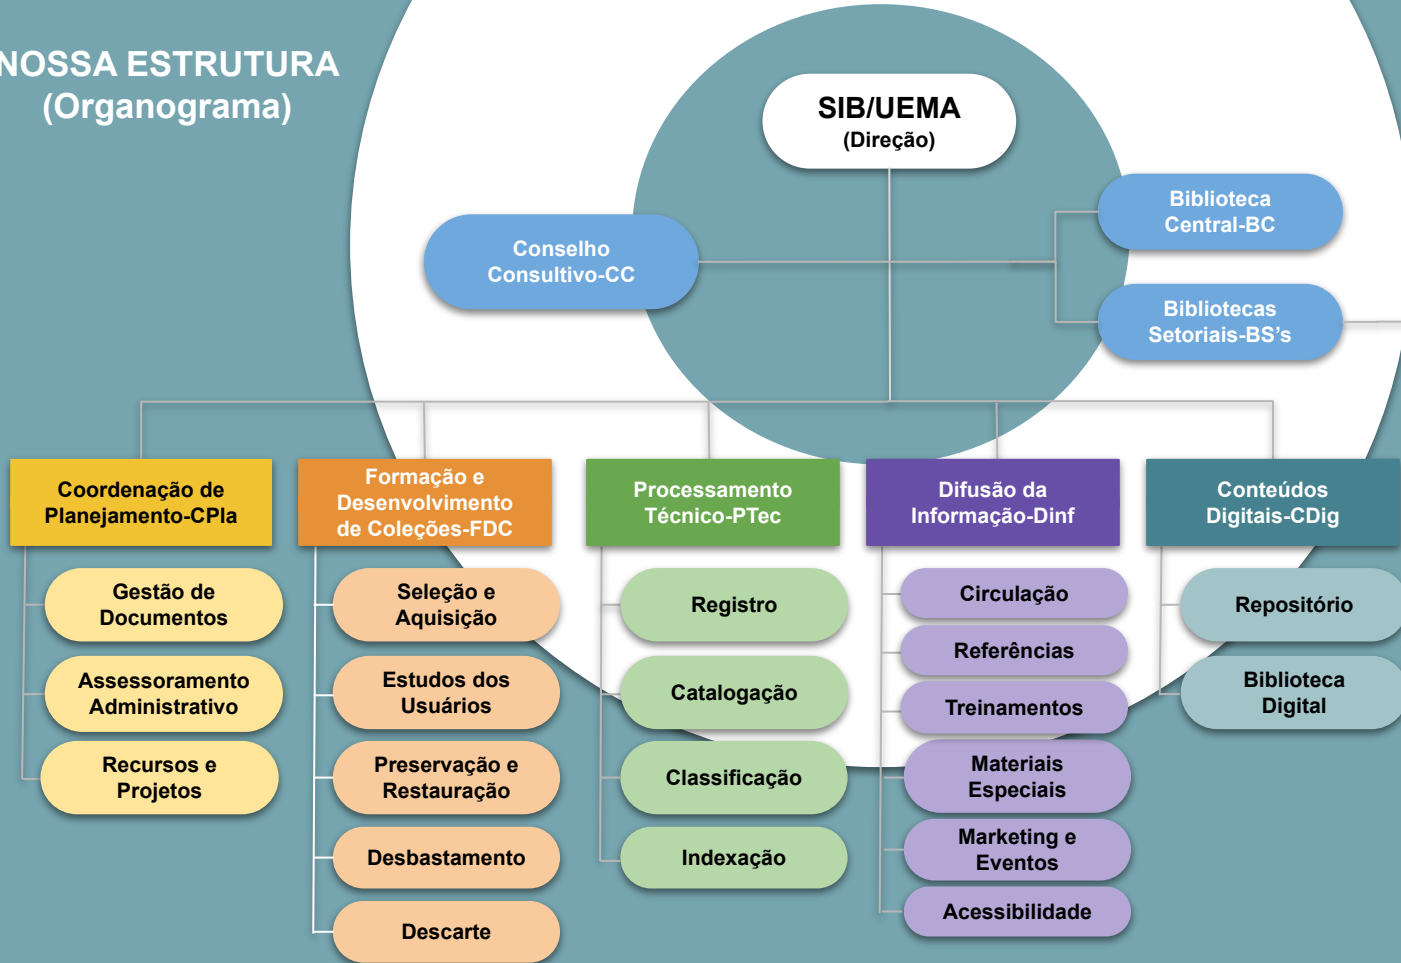 NOSSA ESTRUTURA
(Organograma)
SIB/UEMA
(Direção)
Conselho
Consultivo-CC
Biblioteca
Central-BC
Bibliotecas
Setoriais-BS’s
Coordenação de
Planejamento-CPla
Gestão de
Documentos
Assessoramento
Administrativo
Recursos e
Projetos
Formação e
Desenvolvimento
de Coleções-FDC
Seleção e
Aquisição
Estudos dos
Usuários
Preservação e
Restauração
Desbastamento
Descarte
Processamento
Técnico-PTec
Registro
Catalogação
Classificação
Indexação
Difusão da
Informação-Dinf
Circulação
Referências
Treinamentos
Materiais
Especiais
Marketing e
Eventos
Acessibilidade
Conteúdos
Digitais-CDig
Repositório
Biblioteca
Digital